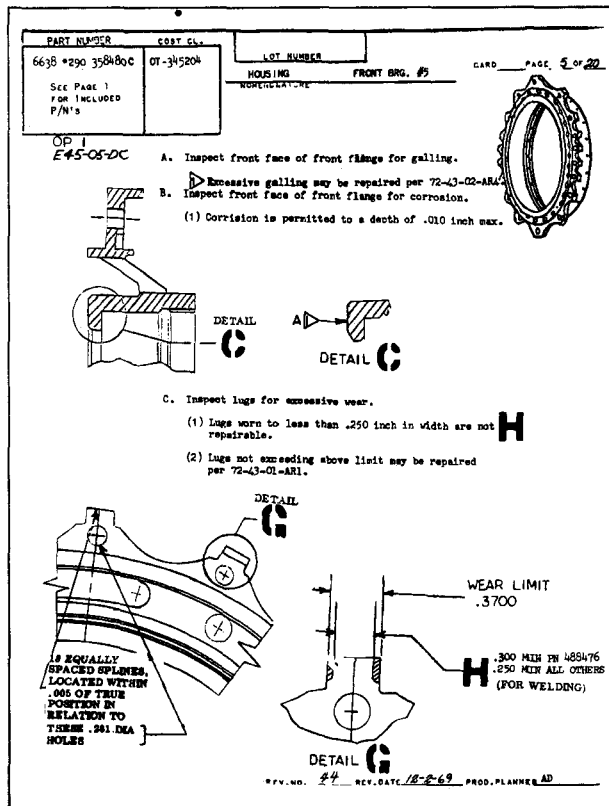 PART NUMBER
COST CL.
6638 *290 358480C
OT-345204
SEE PAGE 1
FOR INCLUDED
P/N's
LOT NUMBER
HOUSING FRONT BRG. #5
NOMENCLATURE
CARD PAGE 5 OF 20
OP 1
E45-05-DC
A. Inspect front face of front flange for galling.
Excessive galling may be repaired per 72-43-02-AR4.
B. Inspect front face of front flange for corrosion.
(1) Corrision is permitted to a depth of .010 inch max.
DETAIL
C
A
DETAIL C
C. Inspect lugs for excessive wear.
(1) Lugs worn to less than .250 inch in width are not
repairable.
H
(2) Lugs not exceeding above limit may be repaired
per 72-43-01-AR1.
DETAIL
G
18 EQUALLY
SPACED SPLINES,
LOCATED WITHIN
.005 OF TRUE
POSITION IN
RELATION TO
THESE .281 DIA
HOLES
WEAR LIMIT
.3700
H
.300 MIN PN 488476
.250 MIN ALL OTHERS
(FOR WELDING)
DETAIL G
REV. NO. 44 REV. DATE 12-2-69 PROD. PLANNER AD